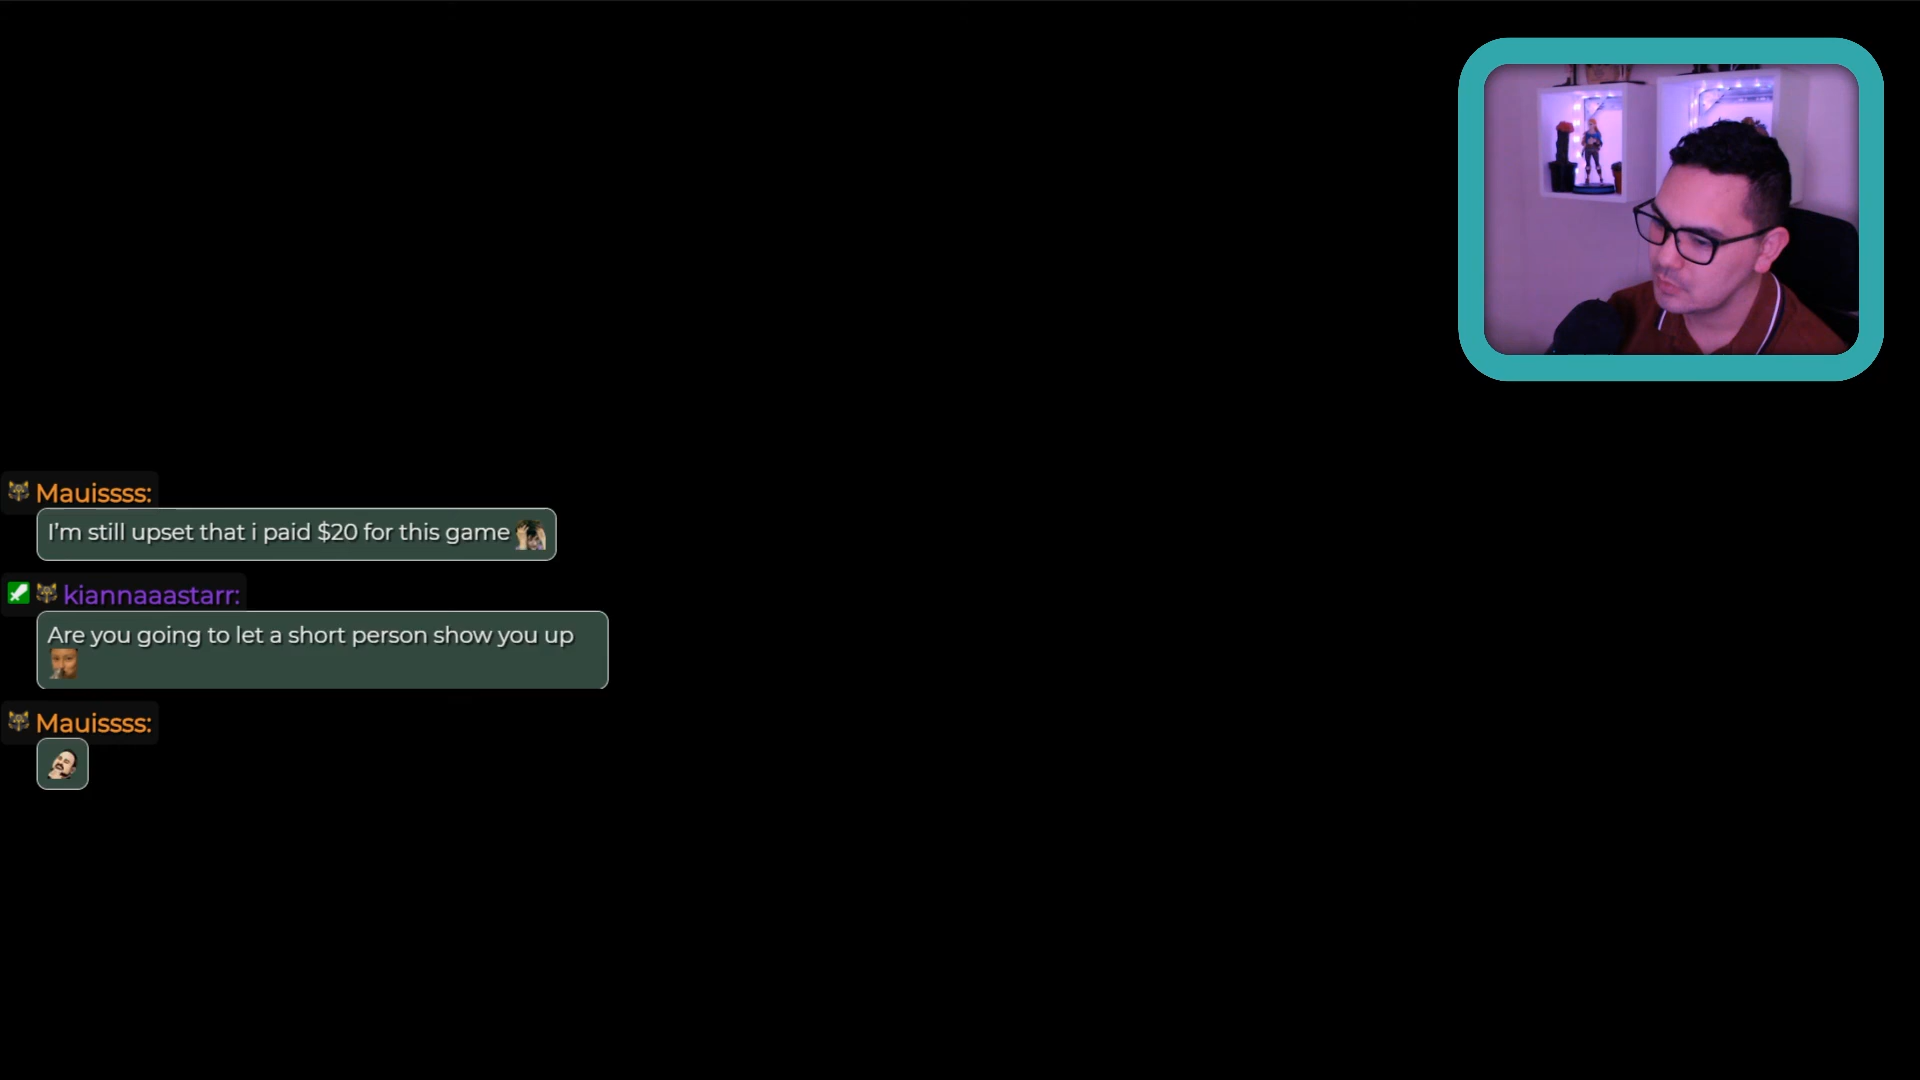 Mauissss:
I'm still upset that i paid $20 for this game
kiannaaastarr:
Are you going to let a short person show you up
Mauissss: